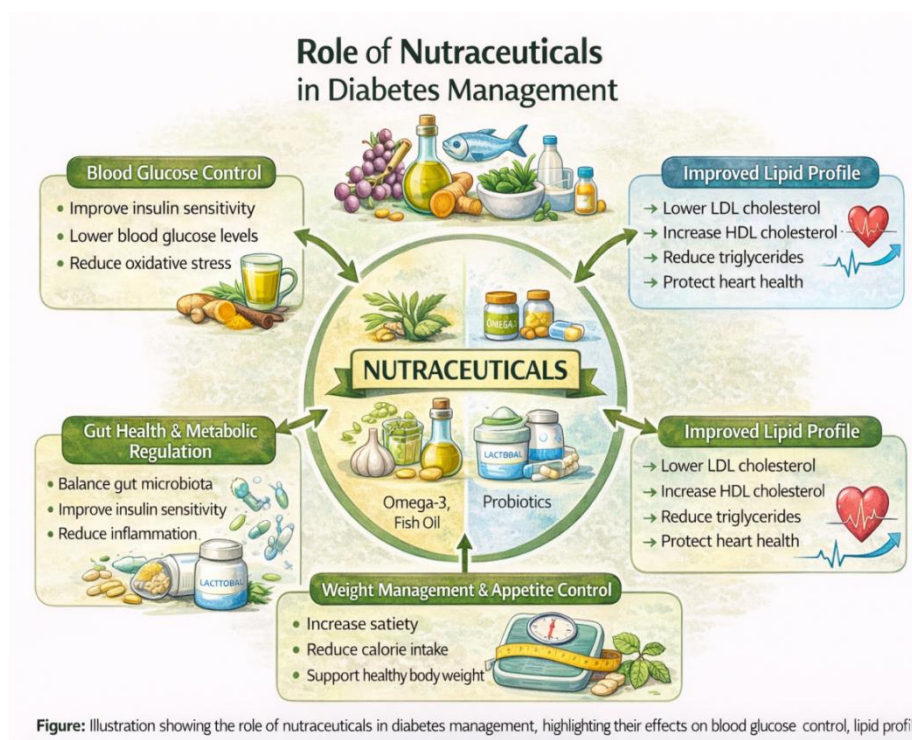 Role of Nutraceuticals
in Diabetes Management
Blood Glucose Control
• Improve insulin sensitivity
• Lower blood glucose levels
• Reduce oxidative stress
Improved Lipid Profile
→ Lower LDL cholesterol
→ Increase HDL cholesterol
→ Reduce triglycerides
→ Protect heart health
OMEGA3
NUTRACEUTICALS
LACTBBAL
Omega-3,
Fish Oil
Probiotics
Gut Health & Metabolic
Regulation
• Balance gut microbiota
• Improve insulin sensitivity
• Reduce inflammation
LACTTOBAL
Improved Lipid Profile
→ Lower LDL cholesterol
→ Increase HDL cholesterol
→ Reduce triglycerides
→ Protect heart health
Weight Management & Appetite Control
• Increase satiety
• Reduce calorie intake
• Support healthy body weight
Figure: Illustration showing the role of nutraceuticals in diabetes management, highlighting their effects on blood glucose control, lipid profi